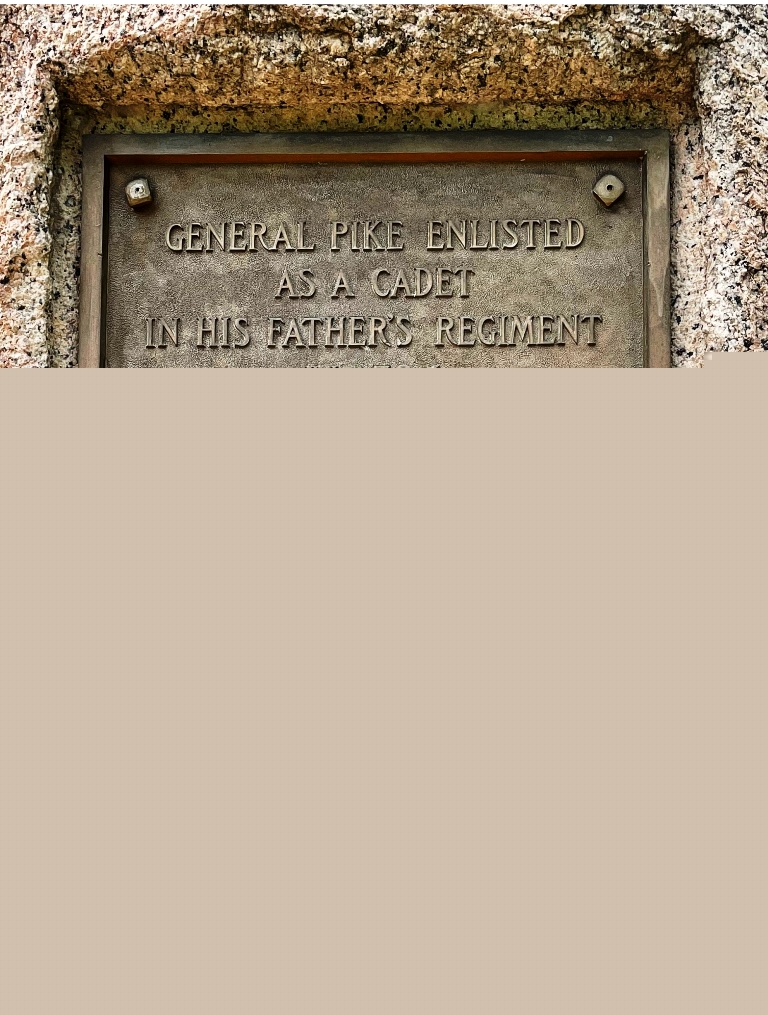 GENERAL PIKE ENLISTED
AS A CADET
IN HIS FATHER'S REGIMENT